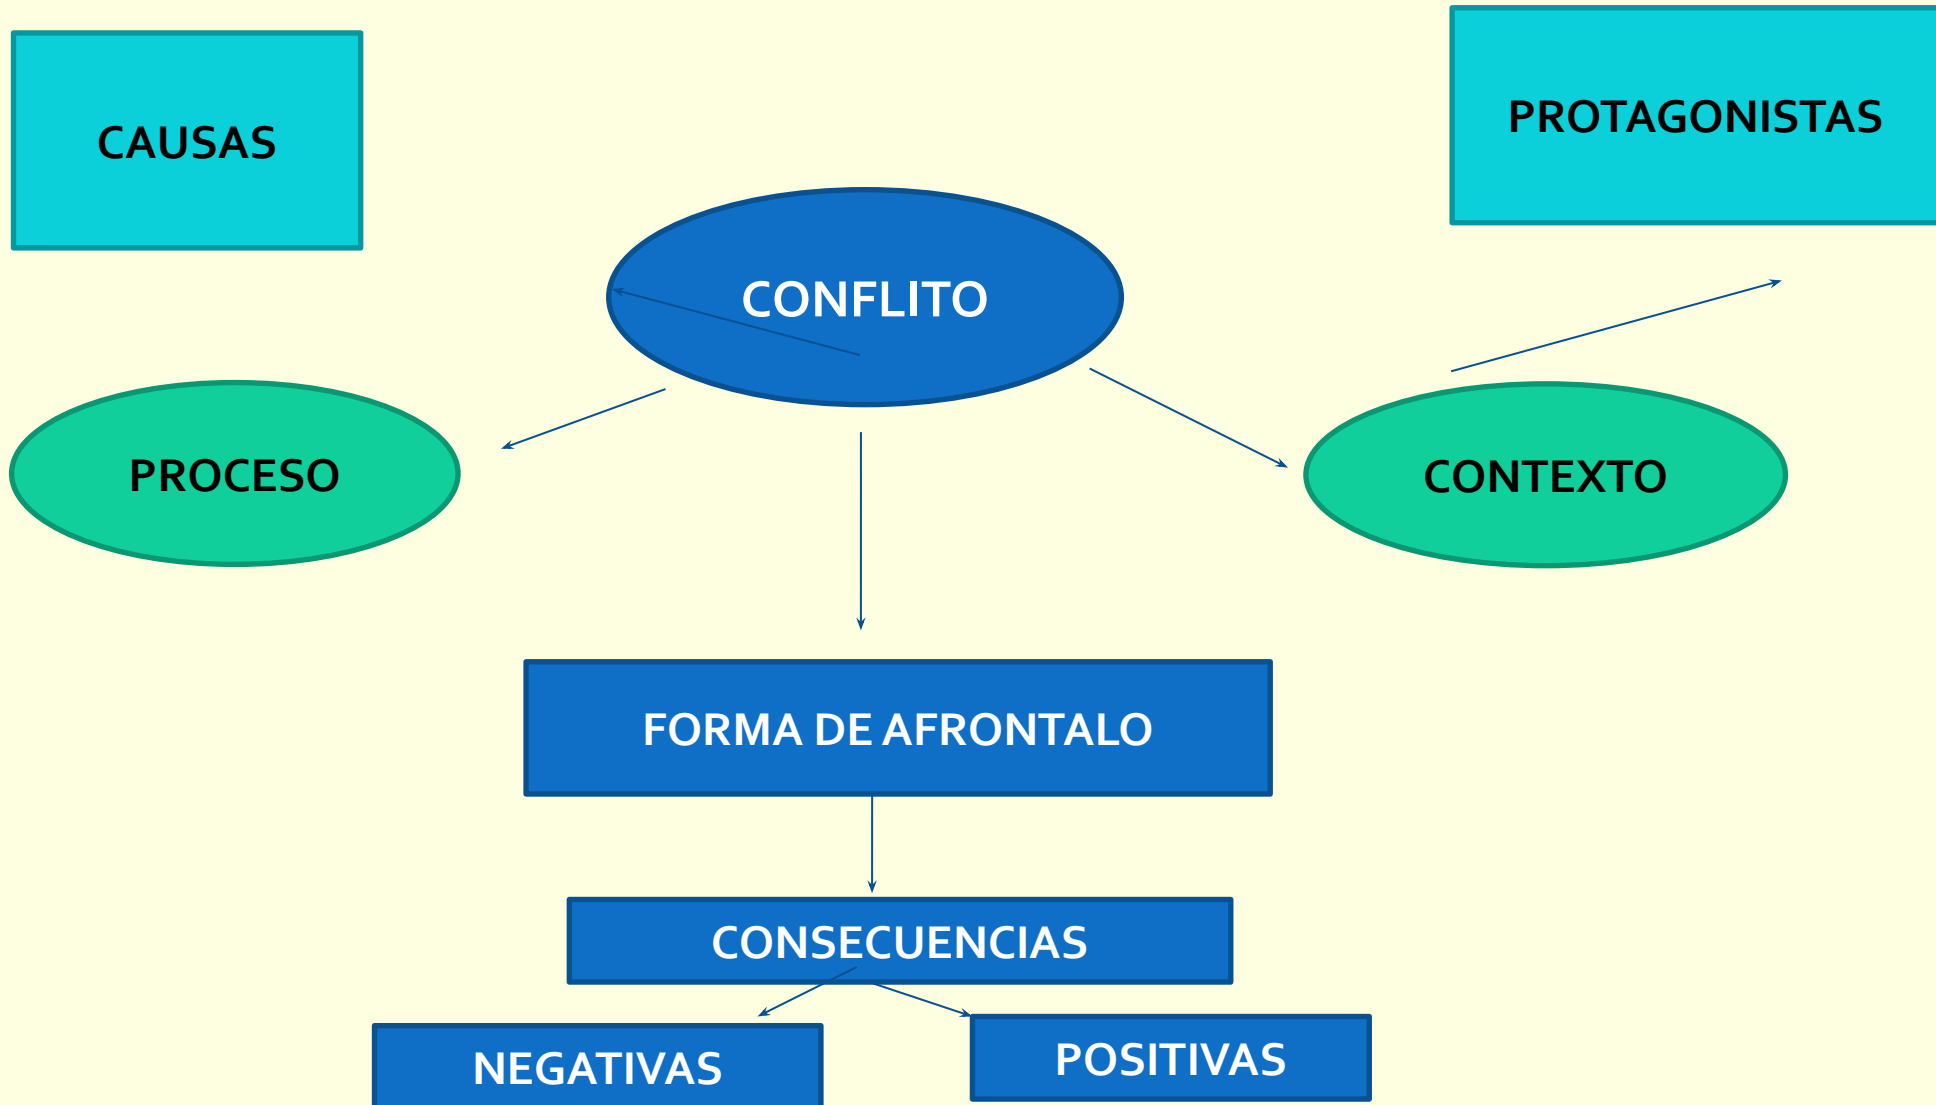 CAUSAS
PROTAGONISTAS
CONFLITO
PROCESO
CONTEXTO
FORMA DE AFRONTALO
CONSECUENCIAS
NEGATIVAS
POSITIVAS